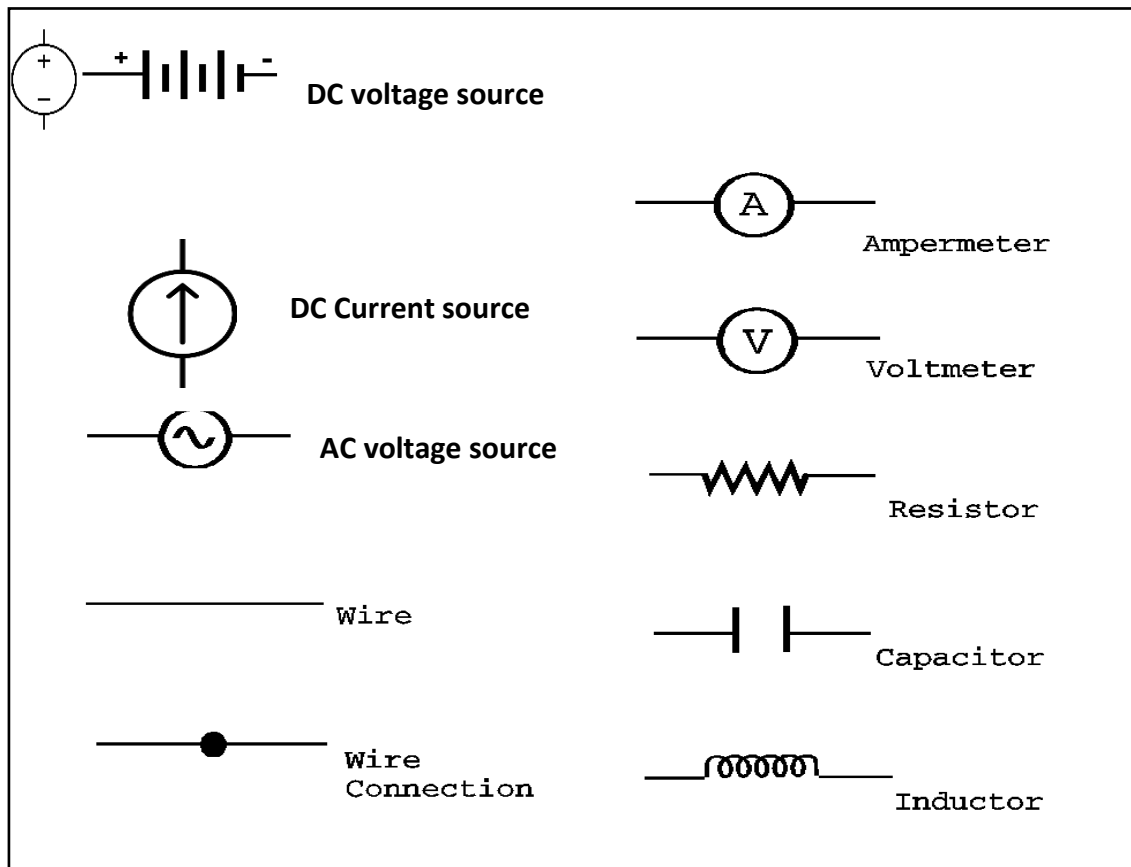 +
−
+
-
DC voltage source
A
Ampermeter
DC Current source
V
Voltmeter
AC voltage source
Resistor
Wire
Capacitor
Wire
Connection
Inductor